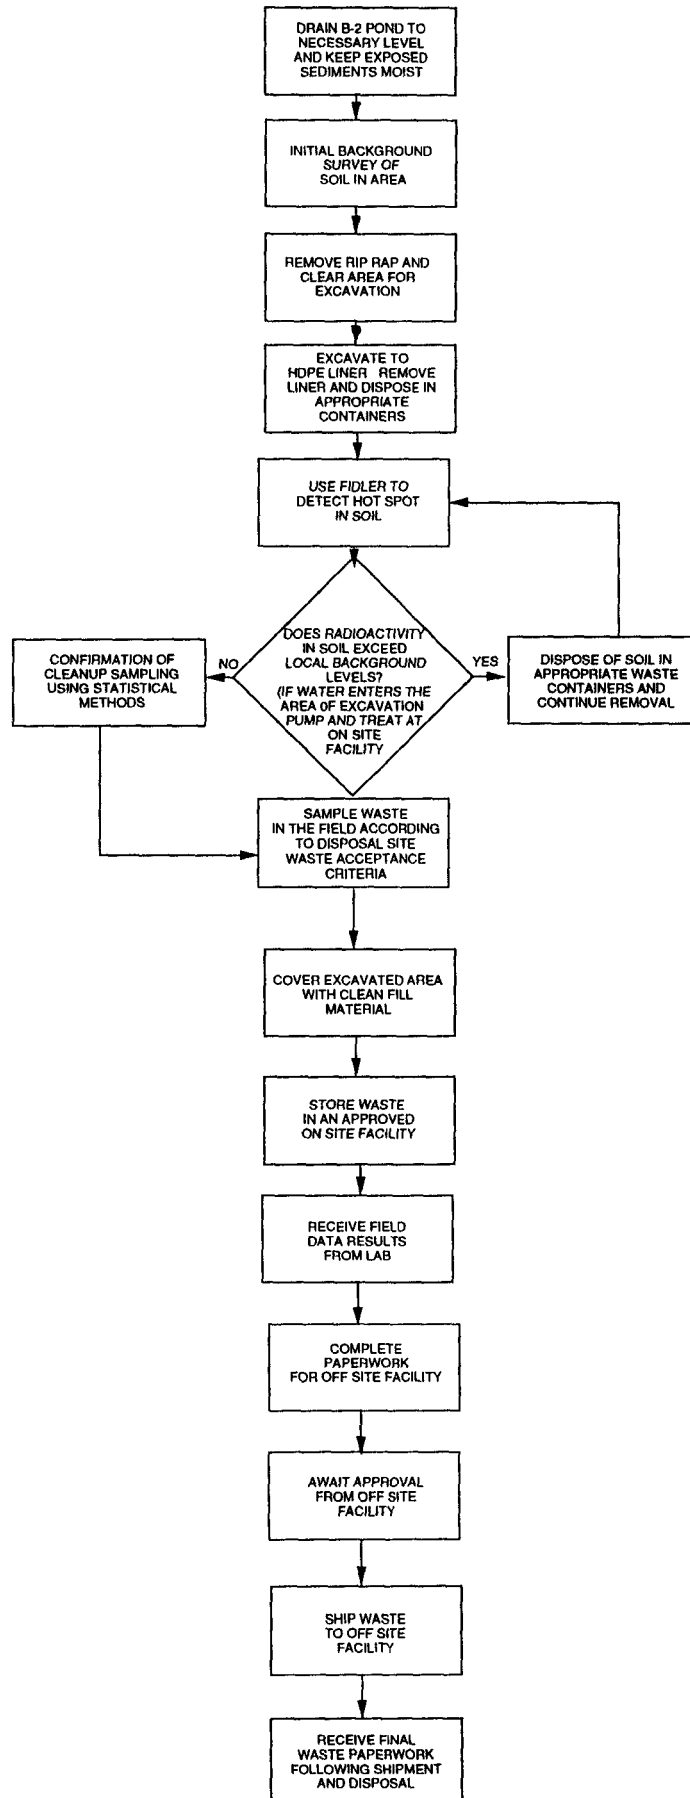 DRAIN B-2 POND TO
NECESSARY LEVEL
AND KEEP EXPOSED
SEDIMENTS MOIST
INITIAL BACKGROUND
SURVEY OF
SOIL IN AREA
REMOVE RIP RAP AND
CLEAR AREA FOR
EXCAVATION
EXCAVATE TO
HDPE LINER REMOVE
LINER AND DISPOSE IN
APPROPRIATE
CONTAINERS
USE FIDLER TO
DETECT HOT SPOT
IN SOIL
DOES RADIOACTIVITY
IN SOIL EXCEED
LOCAL BACKGROUND
LEVELS?
(IF WATER ENTERS THE
AREA OF EXCAVATION
PUMP AND TREAT AT
ON SITE
FACILITY
NO
CONFIRMATION OF
CLEANUP SAMPLING
USING STATISTICAL
METHODS
YES
DISPOSE OF SOIL IN
APPROPRIATE WASTE
CONTAINERS AND
CONTINUE REMOVAL
SAMPLE WASTE
IN THE FIELD ACCORDING
TO DISPOSAL SITE
WASTE ACCEPTANCE
CRITERIA
COVER EXCAVATED AREA
WITH CLEAN FILL
MATERIAL
STORE WASTE
IN AN APPROVED
ON SITE FACILITY
RECEIVE FIELD
DATA RESULTS
FROM LAB
COMPLETE
PAPERWORK
FOR OFF SITE FACILITY
AWAIT APPROVAL
FROM OFF SITE
FACILITY
SHIP WASTE
TO OFF SITE
FACILITY
RECEIVE FINAL
WASTE PAPERWORK
FOLLOWING SHIPMENT
AND DISPOSAL